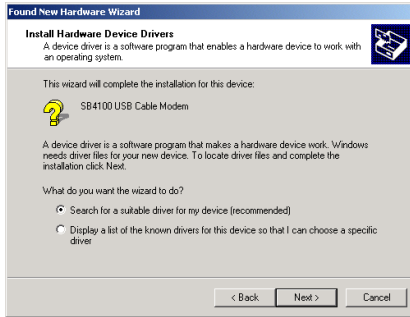 Found New Hardware Wizard
Install Hardware Device Drivers
A device driver is a software program that enables a hardware device to work with
an operating system.
This wizard will complete the installation for this device:
SB4100 USB Cable Modem
A device driver is a software program that makes a hardware device work. Windows
needs driver files for your new device. To locate driver files and complete the
installation click Next.
What do you want the wizard to do?
Search for a suitable driver for my device (recommended)
Display a list of the known drivers for this device so that I can choose a specific
driver
< Back Next > Cancel